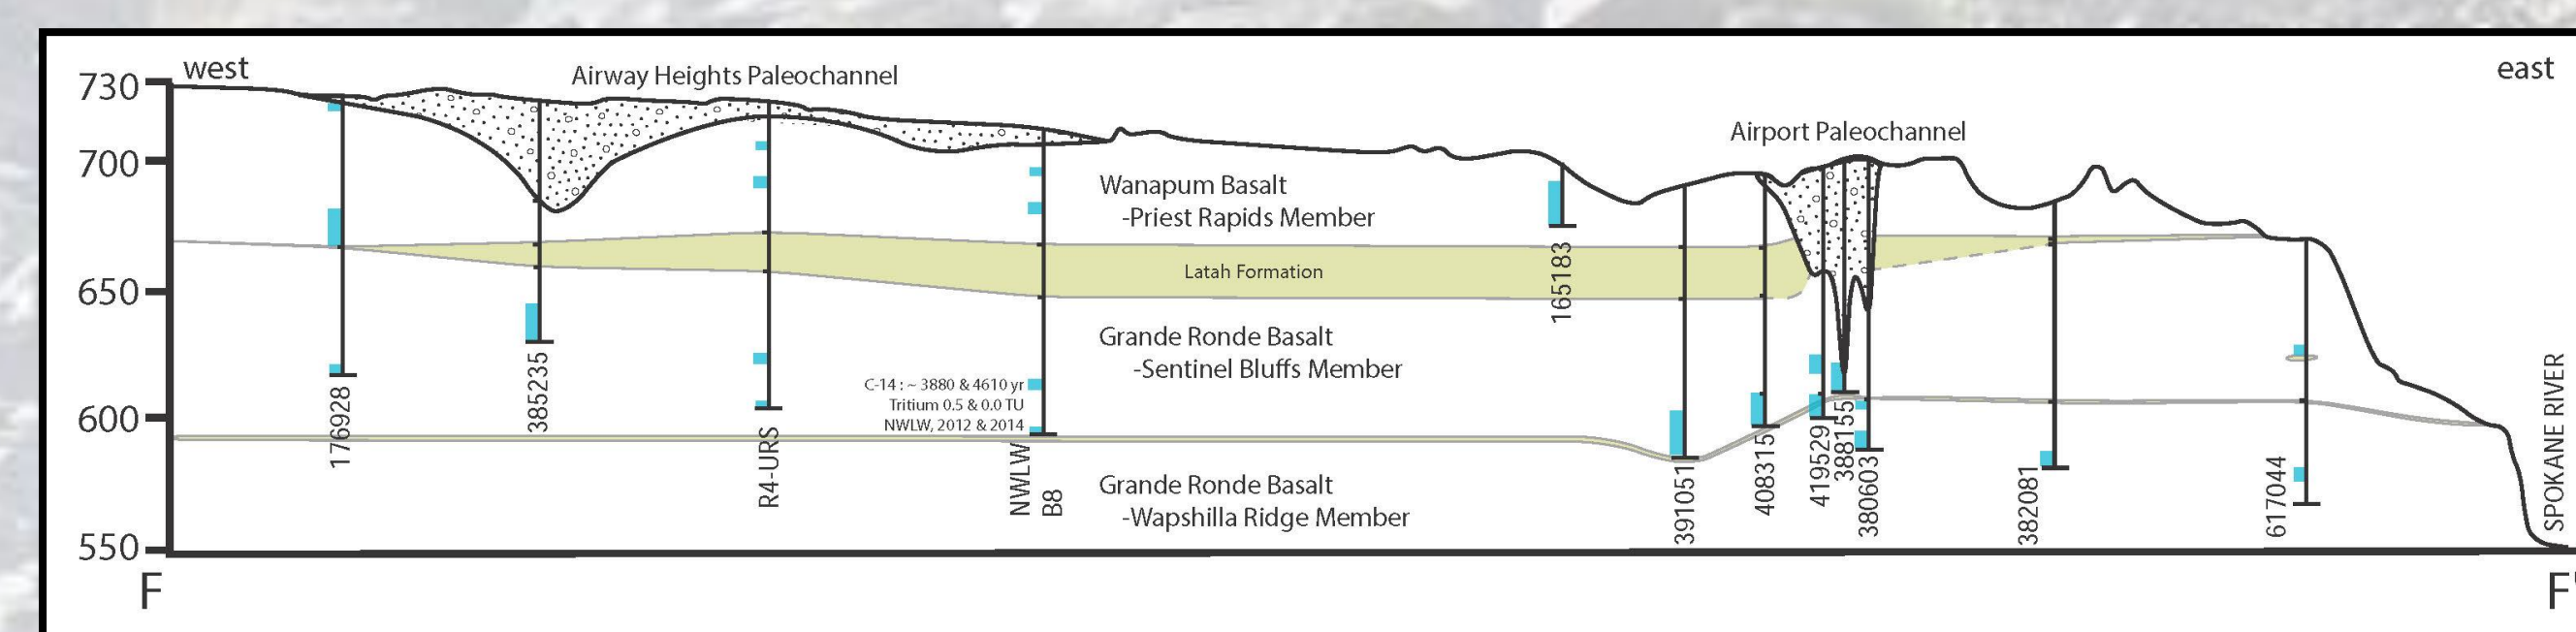 west
Airway Heights Paleochannel
east
730
Airport Paleochannel
700
Wanapum Basalt
-Priest Rapids Member
650
Latah Formation
165183
Grande Ronde Basalt
-Sentinel Bluffs Member
C-14 : ~ 3880 & 4610 yr
Tritium 0.5 & 0.0 TU
NWLW, 2012 & 2014
600
176928
385235
R4-URS
NWLW
B8
Grande Ronde Basalt
-Wapshilla Ridge Member
391051
408315
419529
388155
380603
382081
617044
SPOKANE RIVER
550
F
F'